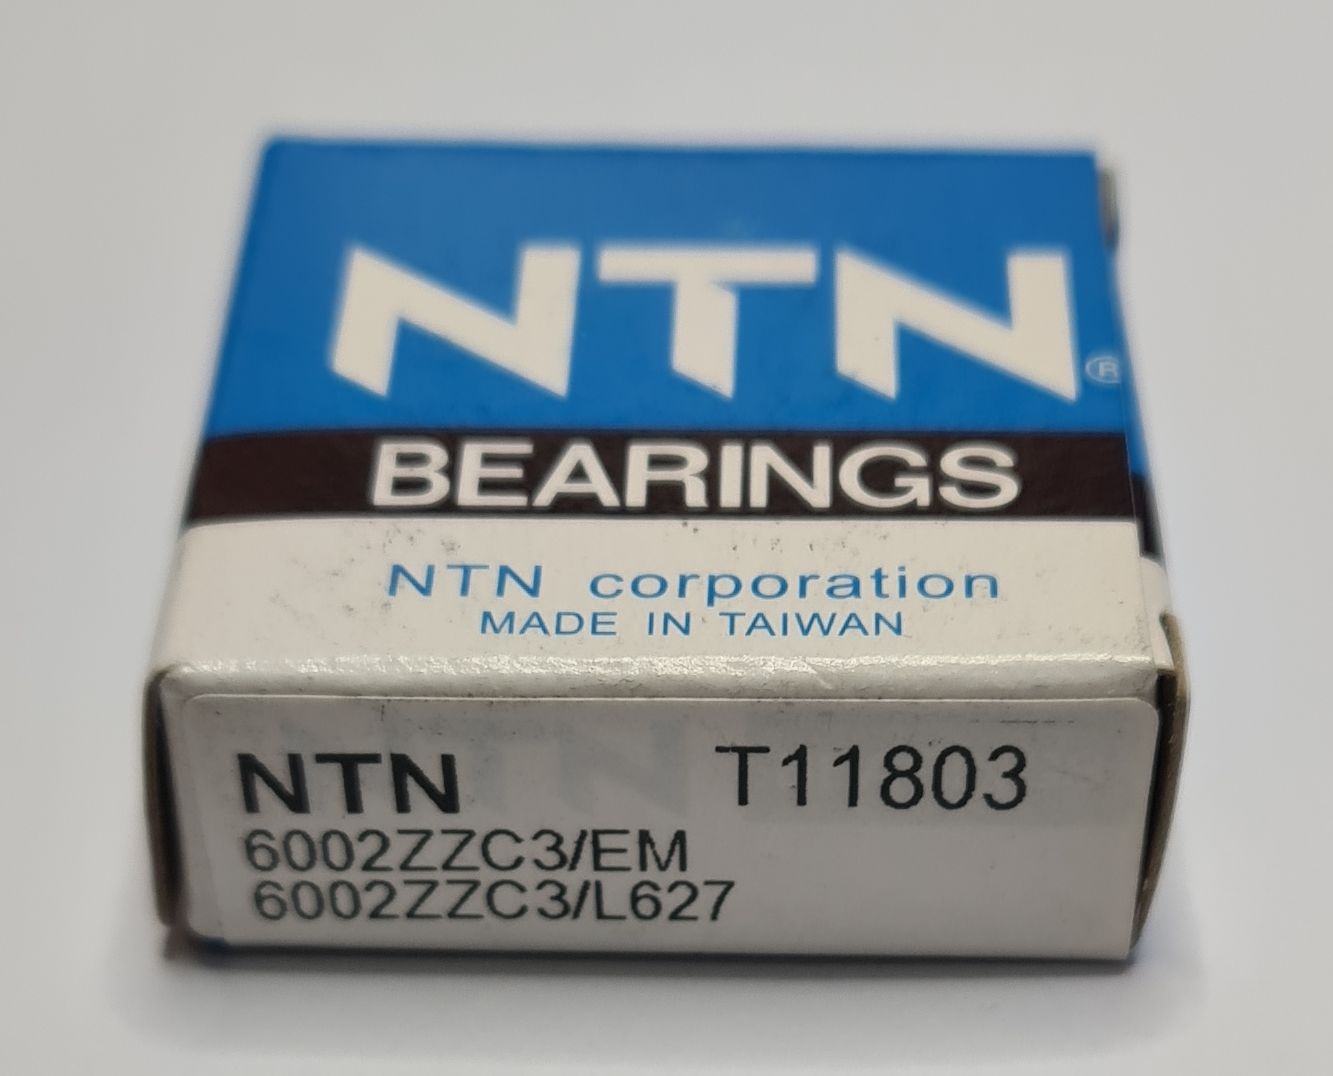 NTN®
BEARINGS
NTN corporation
MADE IN TAIWAN
NTN T11803
6002ZZC3/EM
6002ZZC3/L627